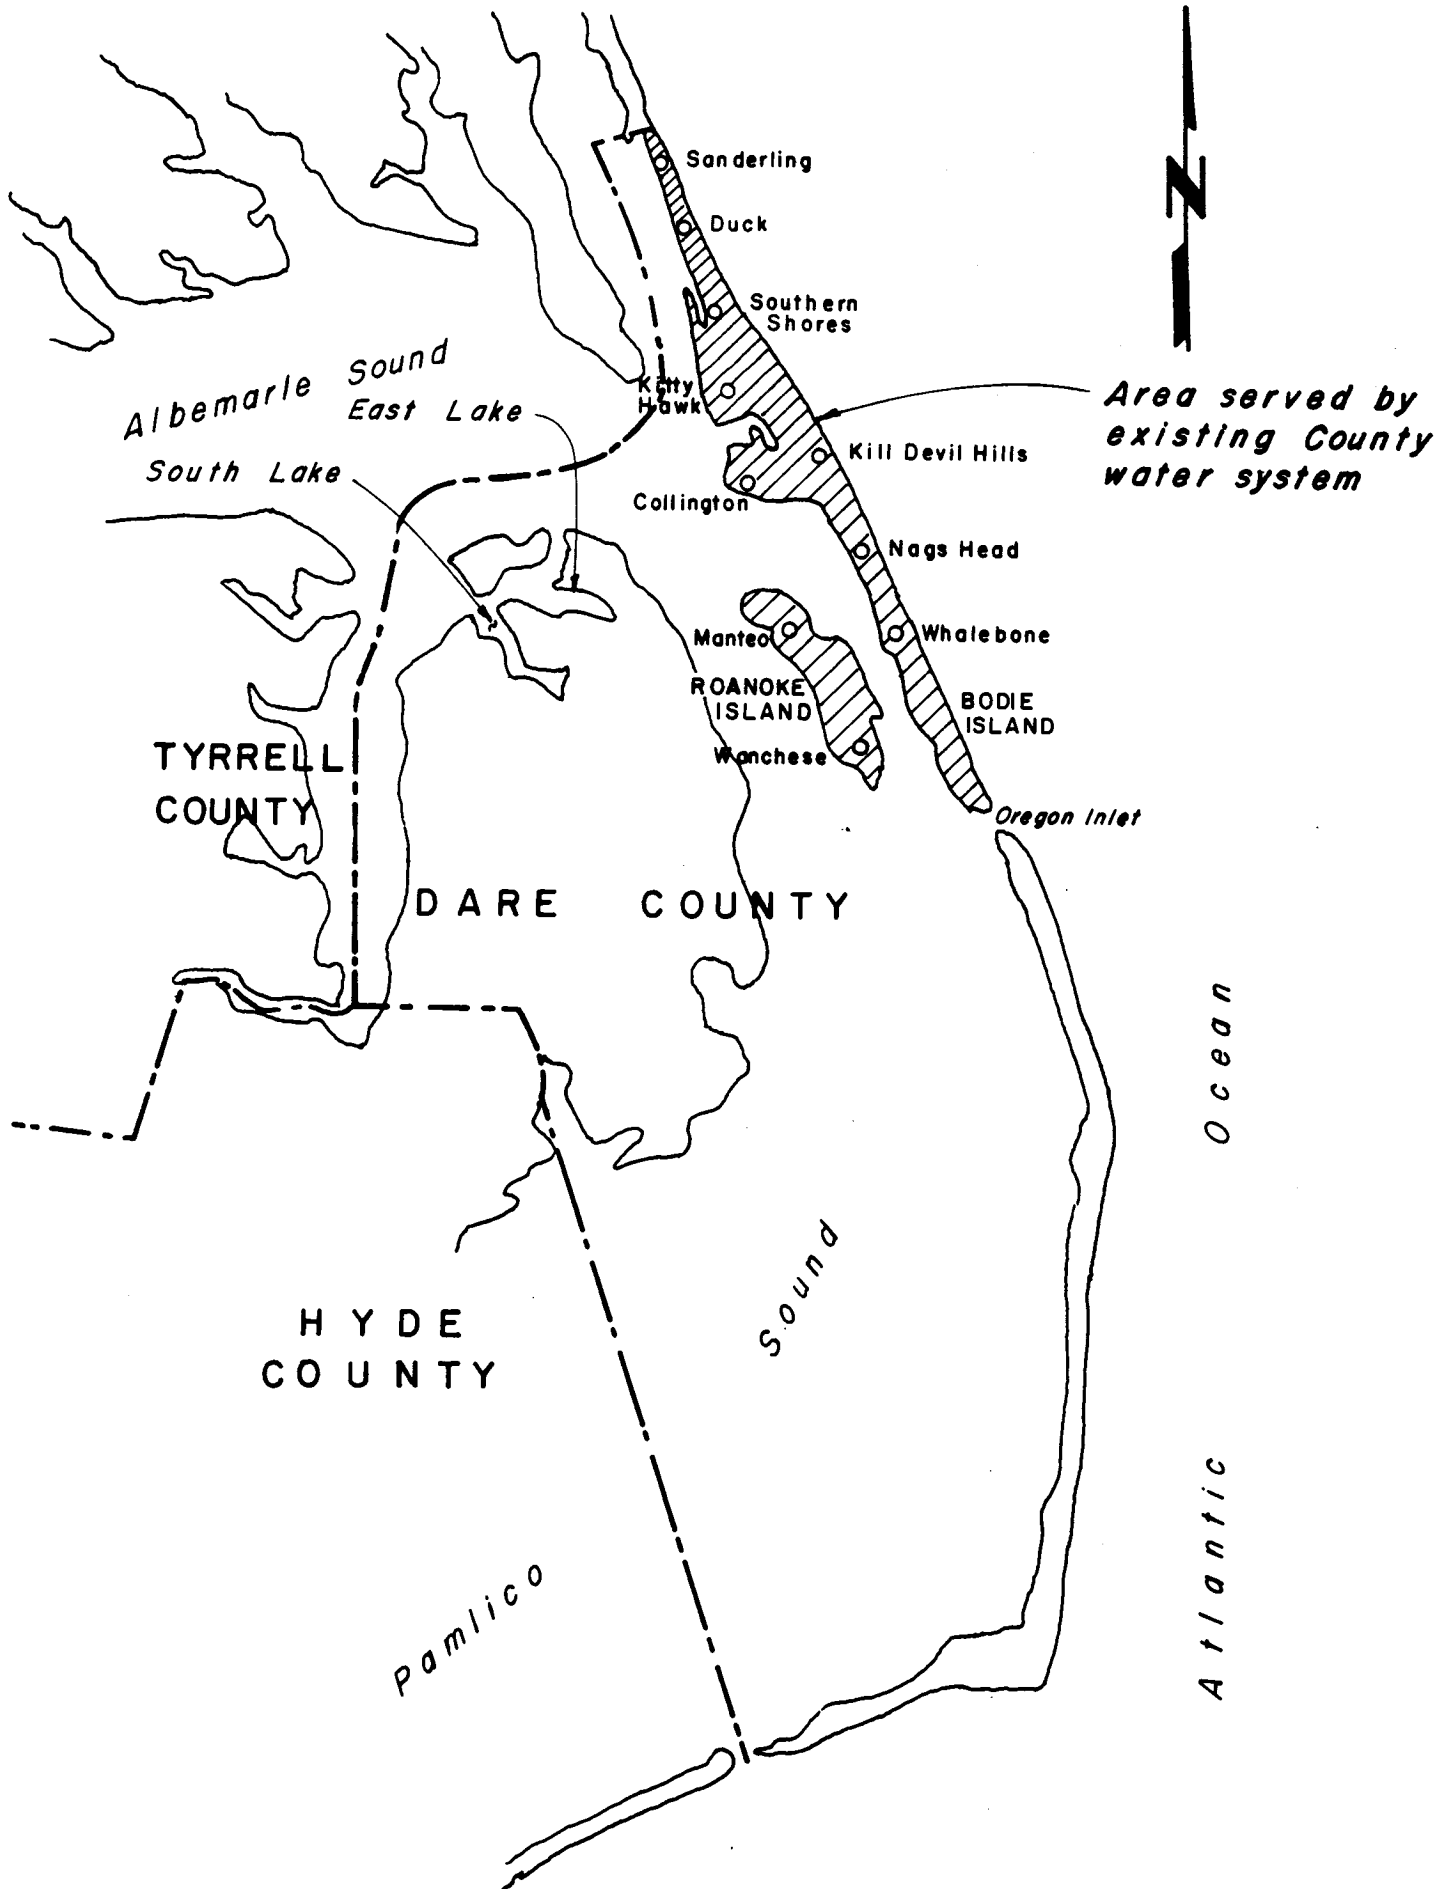 N
Sanderling
Duck
Southern
Shores
Albemarle Sound
Kitty
Hawk
East Lake
Area served by
existing County
water system
South Lake
Kill Devil Hills
Collington
Nags Head
Manteo
Whalebone
ROANOKE
ISLAND
BODIE
ISLAND
Wanchese
TYRRELL
COUNTY
Oregon Inlet
DARE COUNTY
HYDE
COUNTY
Pamlico Sound
Atlantic Ocean